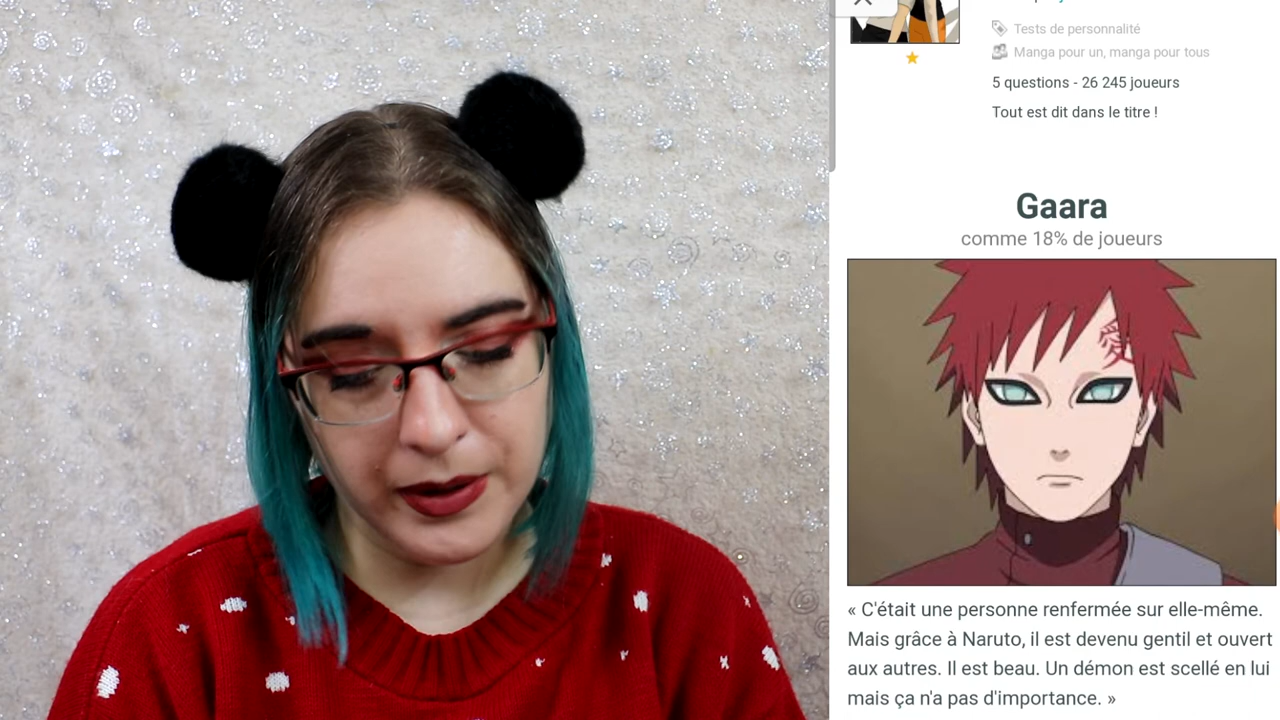 Tests de personnalité
Manga pour un, manga pour tous
5 questions - 26 245 joueurs
Tout est dit dans le titre !
Gaara
comme 18% de joueurs
« C'était une personne renfermée sur elle-même.
Mais grâce à Naruto, il est devenu gentil et ouvert
aux autres. Il est beau. Un démon est scellé en lui
mais ça n'a pas d'importance. »